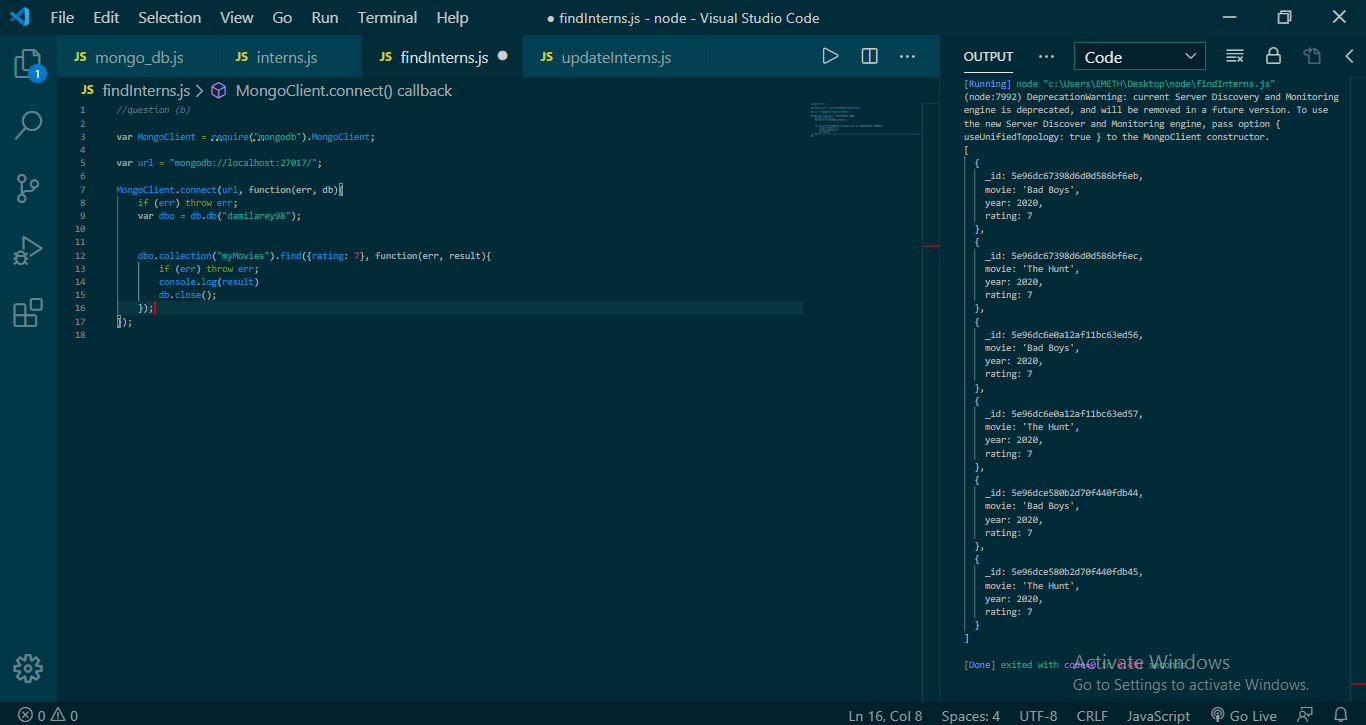 File Edit Selection View Go Run Terminal Help
● findInterns.js - node - Visual Studio Code
JS mongo_db.js
JS interns.js
JS findInterns.js
JS updateInterns.js
JS findInterns.js > MongoClient.connect() callback
1 //question (b)
2
3 var MongoClient = require("mongodb").MongoClient;
4
5 var url = "mongodb://localhost:27017/";
6
7 MongoClient.connect(url, function(err, db){
8 if (err) throw err;
9 var dbo = db.db("damilarey98");
10
11
12 dbo.collection("myMovies").find({rating: 7}, function(err, result){
13 if (err) throw err;
14 console.log(result)
15 db.close();
16 });
17 });
18
OUTPUT
Code
[Running] node "c:\Users\EMETH\Desktop\node\findInterns.js"
(node:7992) DeprecationWarning: current Server Discovery and Monitoring
engine is deprecated, and will be removed in a future version. To use
the new Server Discover and Monitoring engine, pass option {
useUnifiedTopology: true } to the MongoClient constructor.
[
{
_id: 5e96dc67398d6d0d586bf6eb,
movie: 'Bad Boys',
year: 2020,
rating: 7
},
{
_id: 5e96dc67398d6d0d586bf6ec,
movie: 'The Hunt',
year: 2020,
rating: 7
},
{
_id: 5e96dc6e0a12af11bc63ed56,
movie: 'Bad Boys',
year: 2020,
rating: 7
},
{
_id: 5e96dc6e0a12af11bc63ed57,
movie: 'The Hunt',
year: 2020,
rating: 7
},
{
_id: 5e96dce580b2d70f440fdb44,
movie: 'Bad Boys',
year: 2020,
rating: 7
},
{
_id: 5e96dce580b2d70f440fdb45,
movie: 'The Hunt',
year: 2020,
rating: 7
}
]
[Done] exited with in seconds
Activate Windows
Go to Settings to activate Windows.
1
0 0
Ln 16, Col 8 Spaces: 4 UTF-8 CRLF JavaScript Go Live